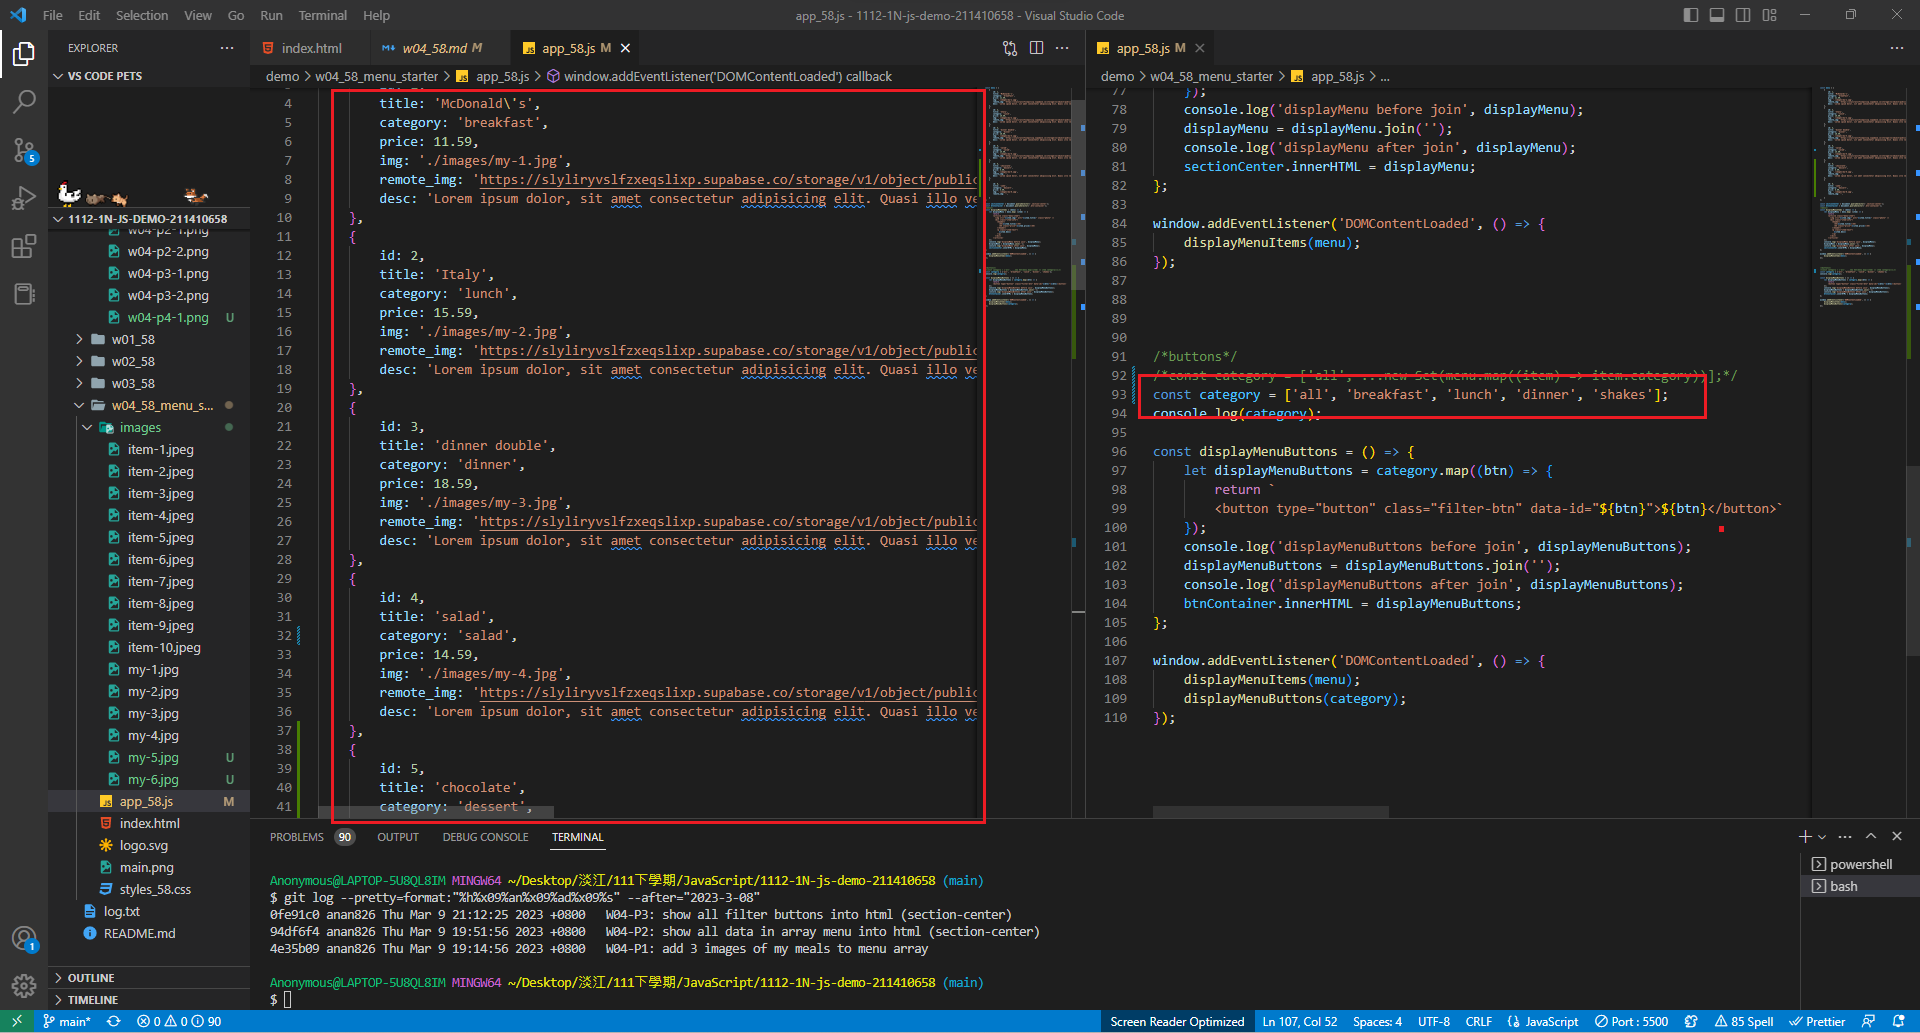 File Edit Selection View Go Run Terminal Help
app_58.js - 1112-1N-js-demo-211410658 - Visual Studio Code
EXPLORER
VS CODE PETS
1112-1N-JS-DEMO-211410658
w04-p2-1.png
w04-p2-2.png
w04-p3-1.png
w04-p3-2.png
w04-p4-1.png U
w01_58
w02_58
w03_58
w04_58_menu_s...
images
item-1.jpeg
item-2.jpeg
item-3.jpeg
item-4.jpeg
item-5.jpeg
item-6.jpeg
item-7.jpeg
item-8.jpeg
item-9.jpeg
item-10.jpeg
my-1.jpg
my-2.jpg
my-3.jpg
my-4.jpg
my-5.jpg U
my-6.jpg U
app_58.js M
index.html
logo.svg
main.png
styles_58.css
log.txt
README.md
OUTLINE
TIMELINE
5
1
index.html
w04_58.md M
app_58.js M
demo > w04_58_menu_starter > app_58.js > window.addEventListener('DOMContentLoaded') callback
4 title: 'McDonald\'s',
5 category: 'breakfast',
6 price: 11.59,
7 img: './images/my-1.jpg',
8 remote_img: 'https://slyliryvslfzxeqslixp.supabase.co/storage/v1/object/public
9 desc: 'Lorem ipsum dolor, sit amet consectetur adipisicing elit. Quasi illo ve
10 },
11 {
12 id: 2,
13 title: 'Italy',
14 category: 'lunch',
15 price: 15.59,
16 img: './images/my-2.jpg',
17 remote_img: 'https://slyliryvslfzxeqslixp.supabase.co/storage/v1/object/public
18 desc: 'Lorem ipsum dolor, sit amet consectetur adipisicing elit. Quasi illo ve
19 },
20 {
21 id: 3,
22 title: 'dinner double',
23 category: 'dinner',
24 price: 18.59,
25 img: './images/my-3.jpg',
26 remote_img: 'https://slyliryvslfzxeqslixp.supabase.co/storage/v1/object/public
27 desc: 'Lorem ipsum dolor, sit amet consectetur adipisicing elit. Quasi illo ve
28 },
29 {
30 id: 4,
31 title: 'salad',
32 category: 'salad',
33 price: 14.59,
34 img: './images/my-4.jpg',
35 remote_img: 'https://slyliryvslfzxeqslixp.supabase.co/storage/v1/object/public
36 desc: 'Lorem ipsum dolor, sit amet consectetur adipisicing elit. Quasi illo ve
37 },
38 {
39 id: 5,
40 title: 'chocolate',
41 category: 'dessert',
app_58.js M
demo > w04_58_menu_starter > app_58.js > ...
77 });
78 console.log('displayMenu before join', displayMenu);
79 displayMenu = displayMenu.join('');
80 console.log('displayMenu after join', displayMenu);
81 sectionCenter.innerHTML = displayMenu;
82 };
83
84 window.addEventListener('DOMContentLoaded', () => {
85 displayMenuItems(menu);
86 });
87
88
89
90
91 /*buttons*/
92 /*const category = ['all', ...new Set(menu.map((item) => item.category))];*/
93 const category = ['all', 'breakfast', 'lunch', 'dinner', 'shakes'];
94 console.log(category);
95
96 const displayMenuButtons = () => {
97 let displayMenuButtons = category.map((btn) => {
98 return `
99 <button type="button" class="filter-btn" data-id="${btn}">${btn}</button>`
100 });
101 console.log('displayMenuButtons before join', displayMenuButtons);
102 displayMenuButtons = displayMenuButtons.join('');
103 console.log('displayMenuButtons after join', displayMenuButtons);
104 btnContainer.innerHTML = displayMenuButtons;
105 };
106
107 window.addEventListener('DOMContentLoaded', () => {
108 displayMenuItems(menu);
109 displayMenuButtons(category);
110 });
PROBLEMS 90 OUTPUT DEBUG CONSOLE TERMINAL
powershell
bash
Anonymous@LAPTOP-5U8QL8IM MINGW64 ~/Desktop/淡江/111下學期/JavaScript/1112-1N-js-demo-211410658 (main)
$ git log --pretty=format:"%h%x09%an%x09%ad%x09%s" --after="2023-3-08"
0fe91c0 anan826 Thu Mar 9 21:12:25 2023 +0800 W04-P3: show all filter buttons into html (section-center)
94df6f4 anan826 Thu Mar 9 19:51:56 2023 +0800 W04-P2: show all data in array menu into html (section-center)
4e35b09 anan826 Thu Mar 9 19:14:56 2023 +0800 W04-P1: add 3 images of my meals to menu array
Anonymous@LAPTOP-5U8QL8IM MINGW64 ~/Desktop/淡江/111下學期/JavaScript/1112-1N-js-demo-211410658 (main)
$
main* 0 0 90
Screen Reader Optimized Ln 107, Col 52 Spaces: 4 UTF-8 CRLF JavaScript Port : 5500 85 Spell Prettier